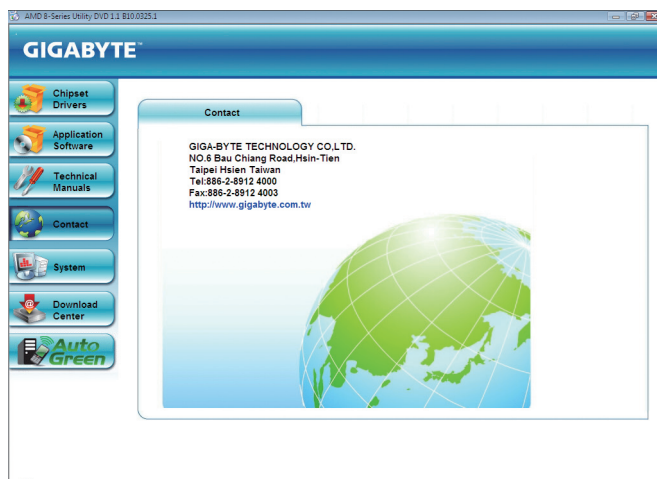 AMD 8-Series Utility DVD 1.1 B10.0325.1
GIGABYTE™
Chipset
Drivers
Application
Software
Technical
Manuals
Contact
System
Download
Center
Auto
Green
Contact
GIGA-BYTE TECHNOLOGY CO,LTD.
NO.6 Bau Chiang Road,Hsin-Tien
Taipei Hsien Taiwan
Tel:886-2-8912 4000
Fax:886-2-8912 4003
http://www.gigabyte.com.tw